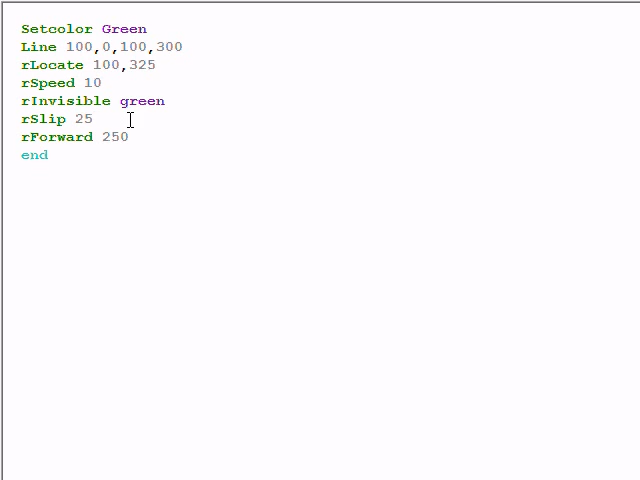 Setcolor Green
Line 100,0,100,300
rLocate 100,325
rSpeed 10
rInvisible green
rSlip 25
rForward 250
end